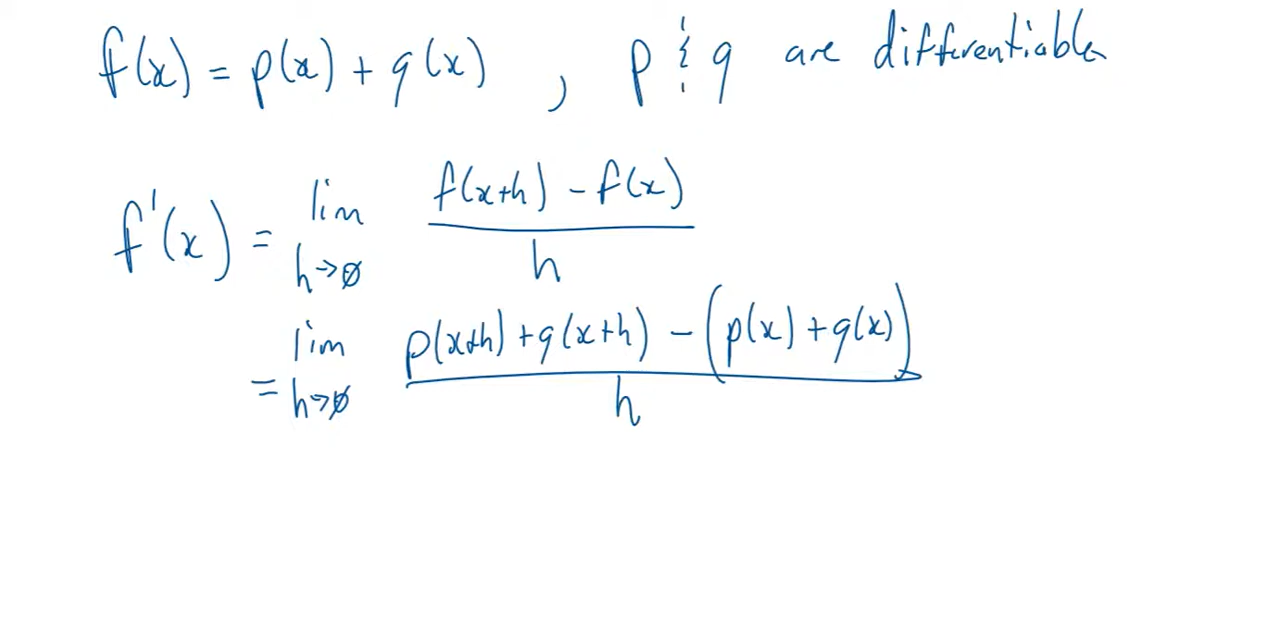 f(x) = p(x) + q(x) , p & q are differentiable
f'(x) = lim h→0 f(x+h) - f(x) / h
= lim h→0 p(x+h) + q(x+h) - (p(x) + q(x)) / h